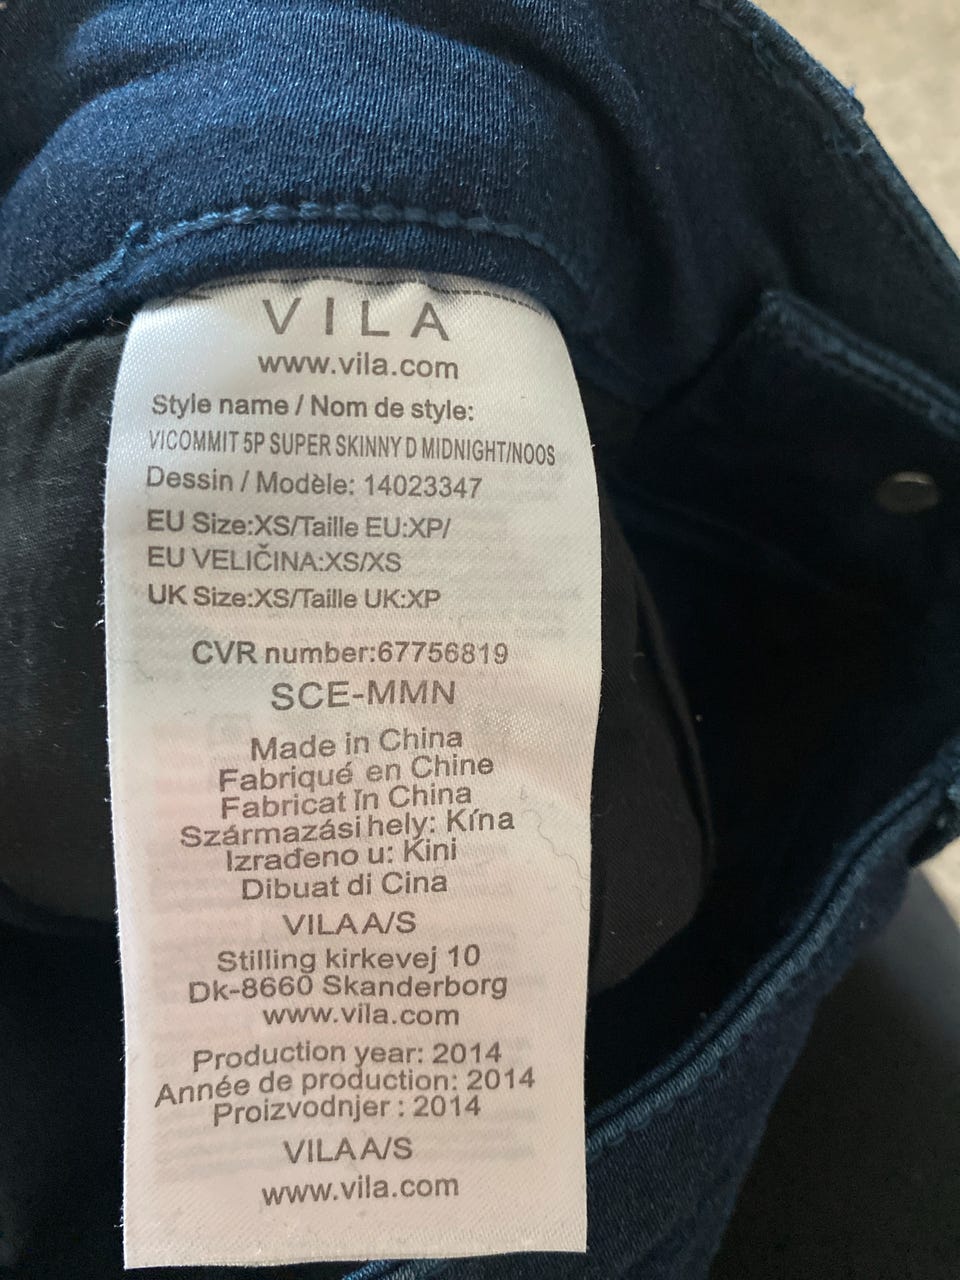 VILA
www.vila.com
Style name / Nom de style:
VICOMMIT 5P SUPER SKINNY D MIDNIGHT/NOOS
Dessin / Modèle: 14023347
EU Size:XS/Taille EU:XP/
EU VELIČINA:XS/XS
UK Size:XS/Taille UK:XP
CVR number:67756819
SCE-MMN
Made in China
Fabriqué en Chine
Fabricat În China
Származási hely: Kína
Izrađeno u: Kini
Dibuat di Cina
VILA A/S
Stilling kirkevej 10
Dk-8660 Skanderborg
www.vila.com
Production year: 2014
Année de production: 2014
Proizvodnjer : 2014
VILA A/S
www.vila.com